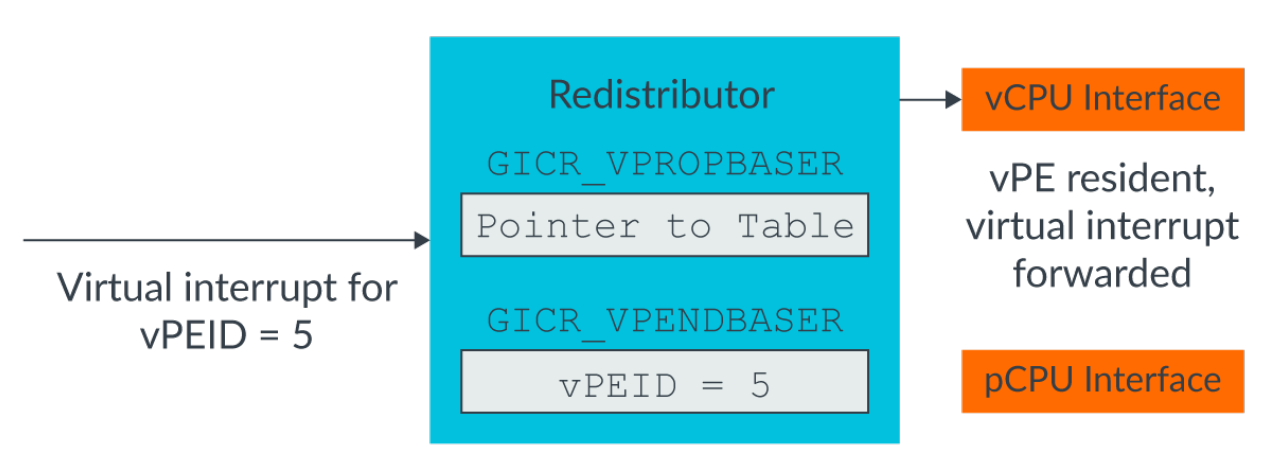 Virtual interrupt for
vPEID = 5
Redistributor
GICR_VPROPBASER
Pointer to Table
GICR_VPENDBASER
vPEID = 5
vCPU Interface
vPE resident,
virtual interrupt
forwarded
pCPU Interface